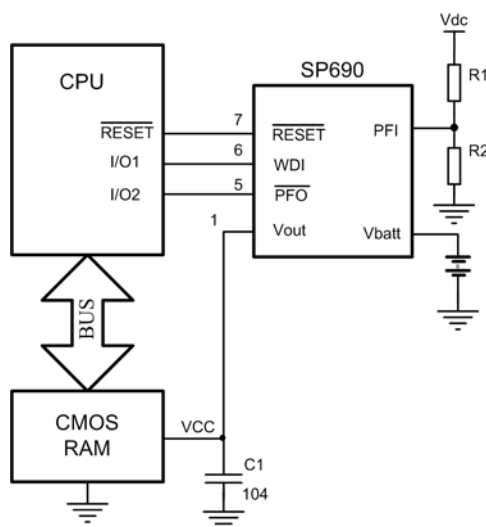 Vdc
CPU
SP690
R1
RESET
7
RESET
PFI
I/O1
6
WDI
R2
I/O2
5
PFO
1
Vout
Vbatt
BUS
CMOS
RAM
VCC
C1
104